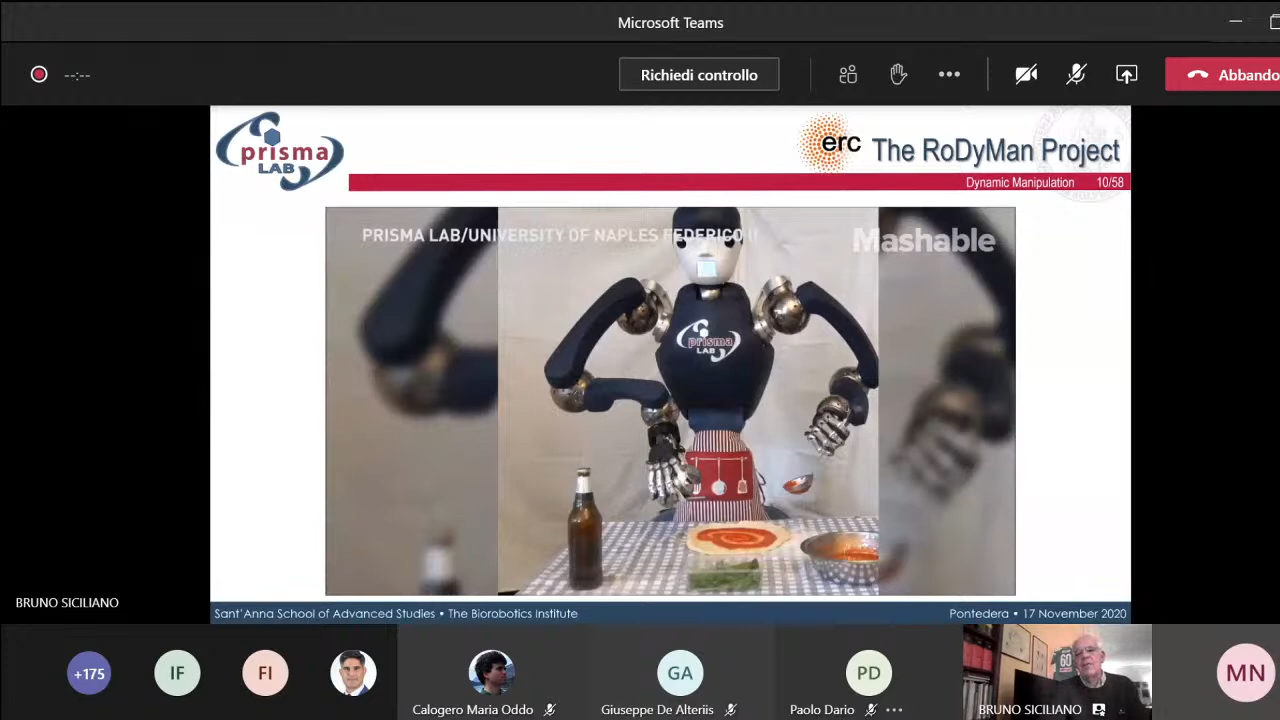 Microsoft Teams
--:--
Richiedi controllo
Abbando
prisma
LAB
erc
The RoDyMan Project
Dynamic Manipulation 10/58
PRISMA LAB/UNIVERSITY OF NAPLES FEDERICO II
Mashable
prisma
LAB
BRUNO SICILIANO
Sant'Anna School of Advanced Studies • The Biorobotics Institute
Pontedera • 17 November 2020
+175
IF
FI
GA
PD
60
MN
Calogero Maria Oddo
Giuseppe De Alteriis
Paolo Dario
BRUNO SICILIANO